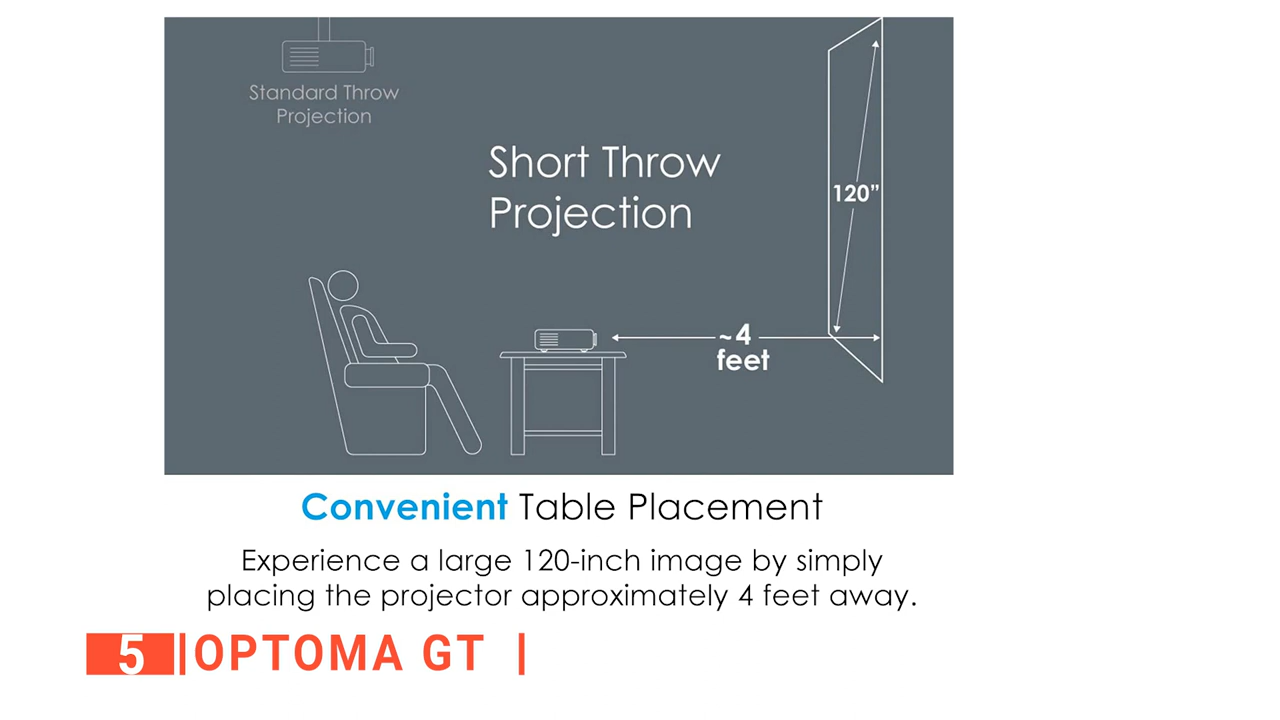 Standard Throw
Projection
Short Throw
Projection
120”
~4
feet
Convenient Table Placement
Experience a large 120-inch image by simply
placing the projector approximately 4 feet away.
5 |OPTOMA GT |